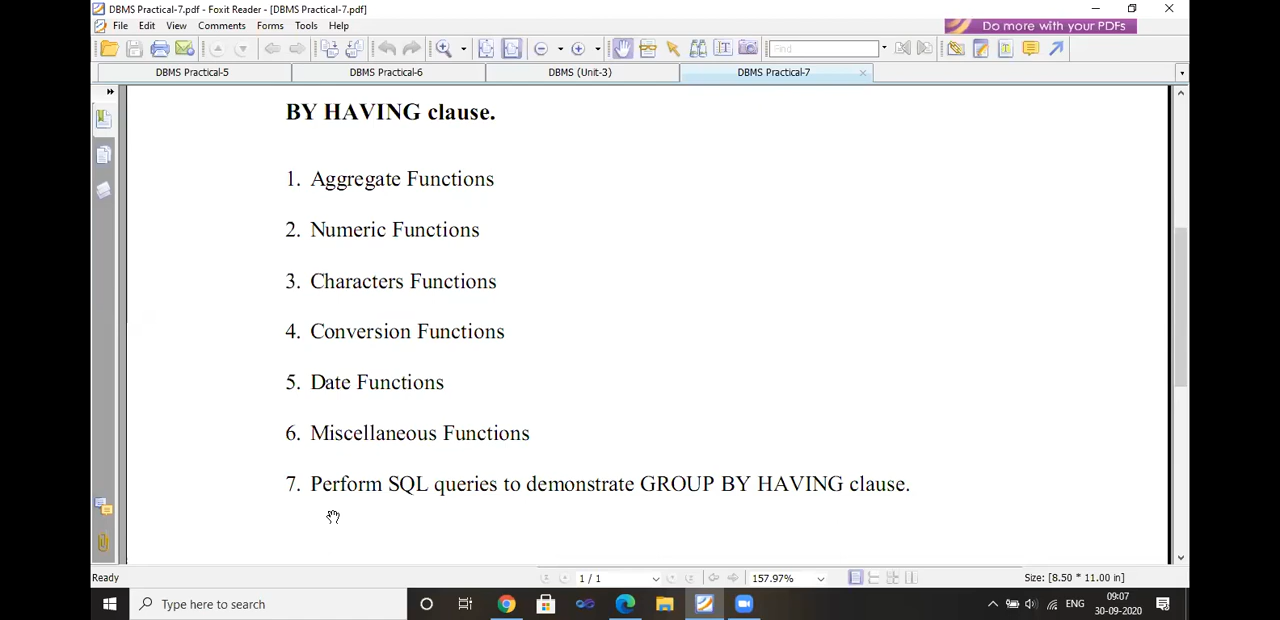 DBMS Practical-7.pdf - Foxit Reader - [DBMS Practical-7.pdf]
File Edit View Comments Forms Tools Help
Do more with your PDFs
Find
DBMS Practical-5 DBMS Practical-6 DBMS (Unit-3) DBMS Practical-7
BY HAVING clause.
1. Aggregate Functions
2. Numeric Functions
3. Characters Functions
4. Conversion Functions
5. Date Functions
6. Miscellaneous Functions
7. Perform SQL queries to demonstrate GROUP BY HAVING clause.
Ready 1 / 1 157.97% Size: [8.50 * 11.00 in]
Type here to search ENG 09:07
30-09-2020